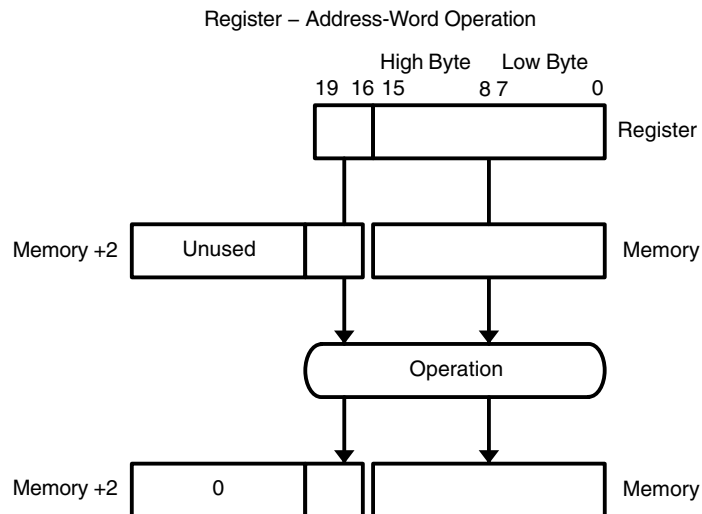 Register – Address-Word Operation
High Byte Low Byte
19 16 15 8 7 0
Register
Memory +2 Unused Memory
Operation
Memory +2 0 Memory